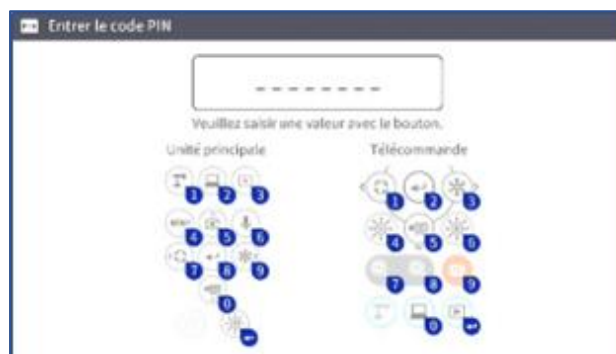 Entrer le code PIN
Veuillez saisir une valeur avec le bouton.
Unité principale
Télécommande
1 2 3
1 2 3
MENU
4 5 6
4 5 6
7 8 9
7 8 9
0
0